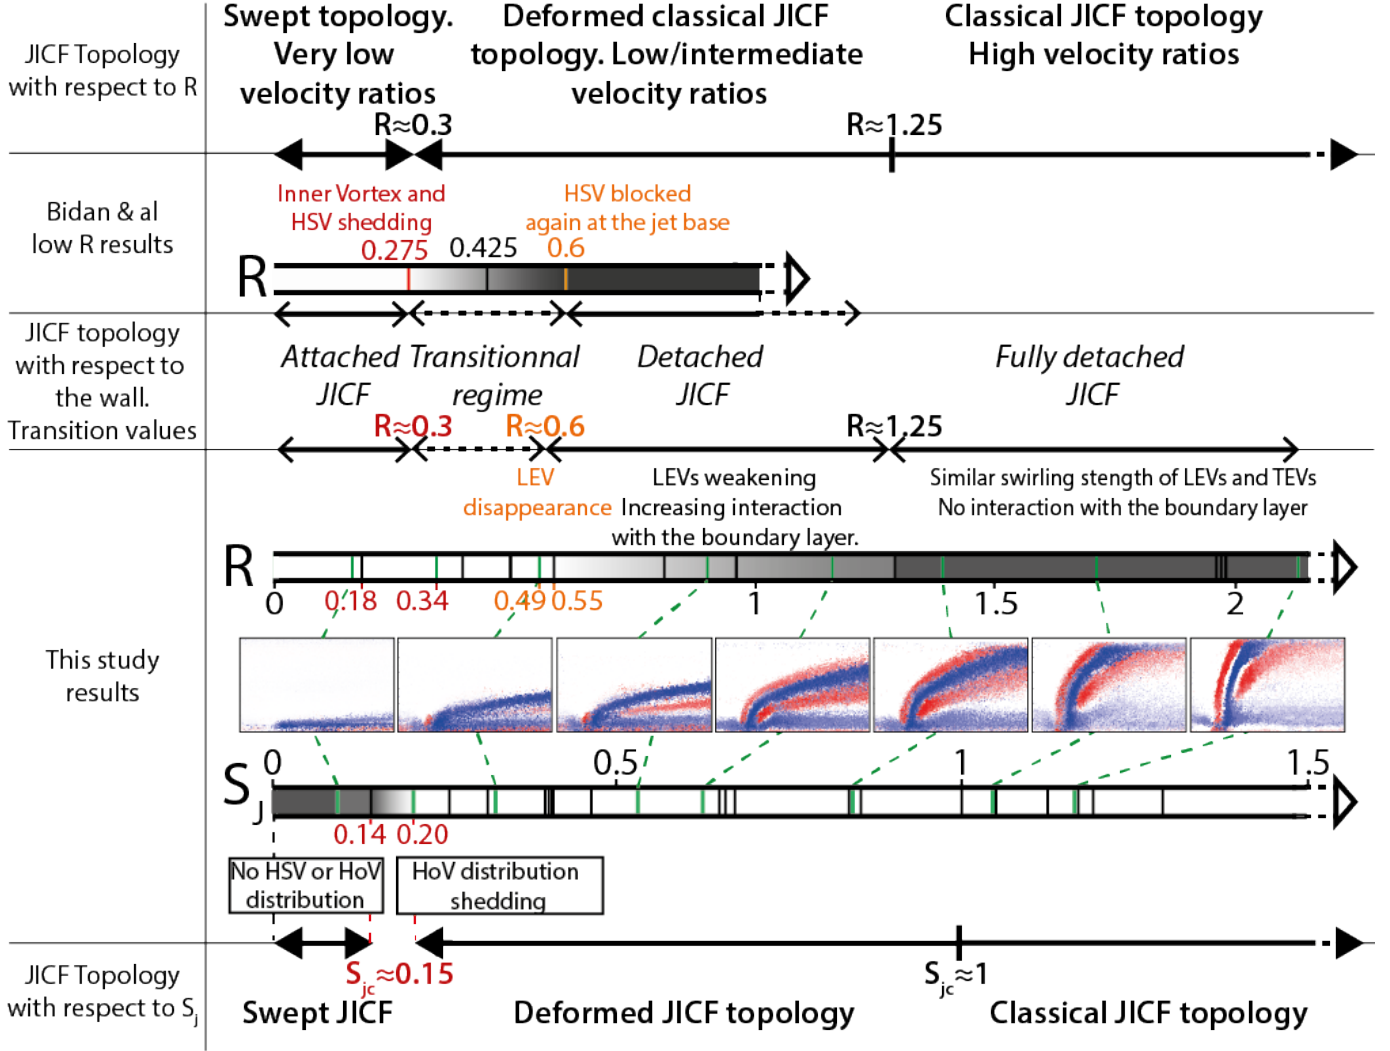 JICF Topology
with respect to R
Swept topology.
Very low
velocity ratios
Deformed classical JICF
topology. Low/intermediate
velocity ratios
Classical JICF topology
High velocity ratios
R≈0.3
R≈1.25
Bidan & al
low R results
Inner Vortex and
HSV shedding
HSV blocked
again at the jet base
0.275
0.425
0.6
R
JICF topology
with respect to
the wall.
Transition values
Attached
JICF
Transitionnal
regime
Detached
JICF
Fully detached
JICF
R≈0.3
R≈0.6
R≈1.25
LEV
disappearance
LEVs weakening
Increasing interaction
with the boundary layer.
Similar swirling stength of LEVs and TEVs
No interaction with the boundary layer
This study
results
R
0
0.18
0.34
0.49
0.55
1
1.5
2
0
0.5
1
1.5
Sj
0.14
0.20
No HSV or HoV
distribution
HoV distribution
shedding
JICF Topology
with respect to Sj
Sjc≈0.15
Sjc≈1
Swept JICF
Deformed JICF topology
Classical JICF topology